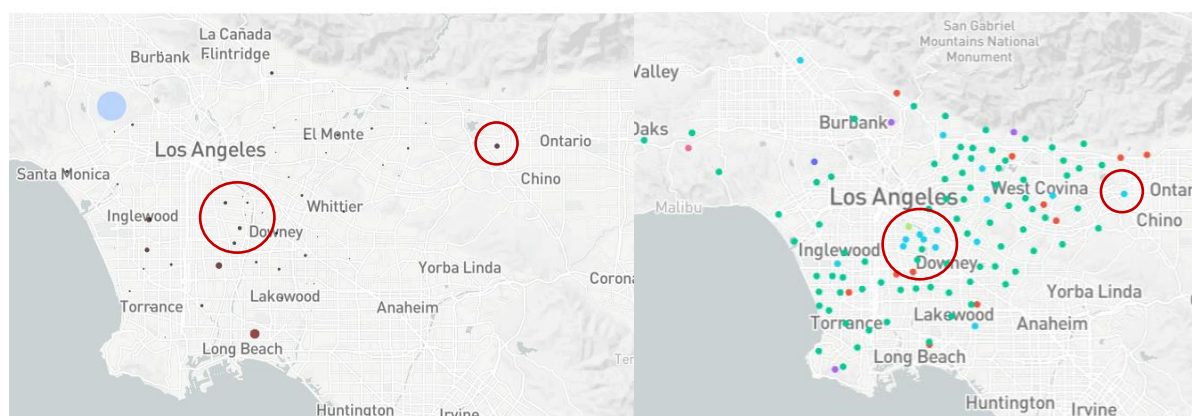 La Cañada
Flintridge
Burbank
El Monte
Ontario
Los Angeles
Santa Monica
Chino
Inglewood
Whittier
Downey
Yorba Linda
Corona
Torrance
Lakewood
Anaheim
Long Beach
Huntington
Irvine
San Gabriel
Mountains National
Monument
Valley
Burbank
Oaks
West Covina
Ontar
Los Angeles
Malibu
Chino
Inglewood
Downey
Yorba Linda
Lakewood
Torrance
Anaheim
Long Beach
Huntington
Irvine